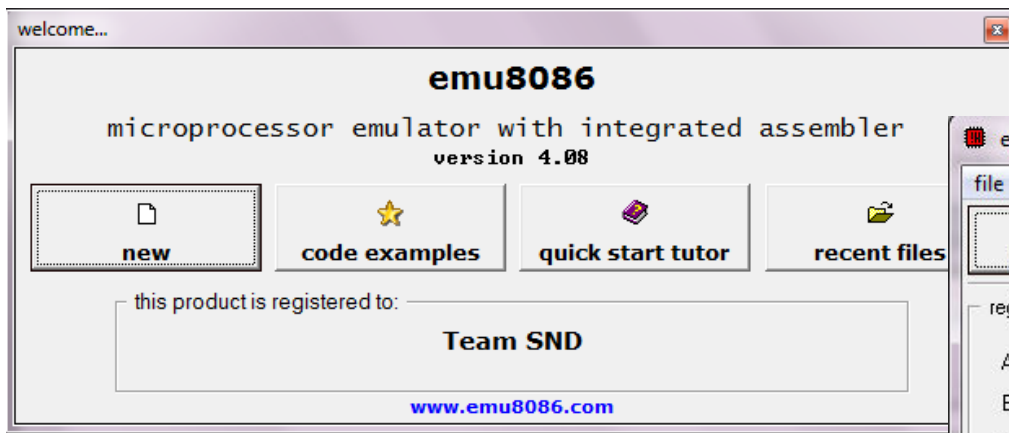 welcome...
emu8086
microprocessor emulator with integrated assembler
version 4.08
file
new code examples quick start tutor recent files
this product is registered to:
Team SND
www.emu8086.com